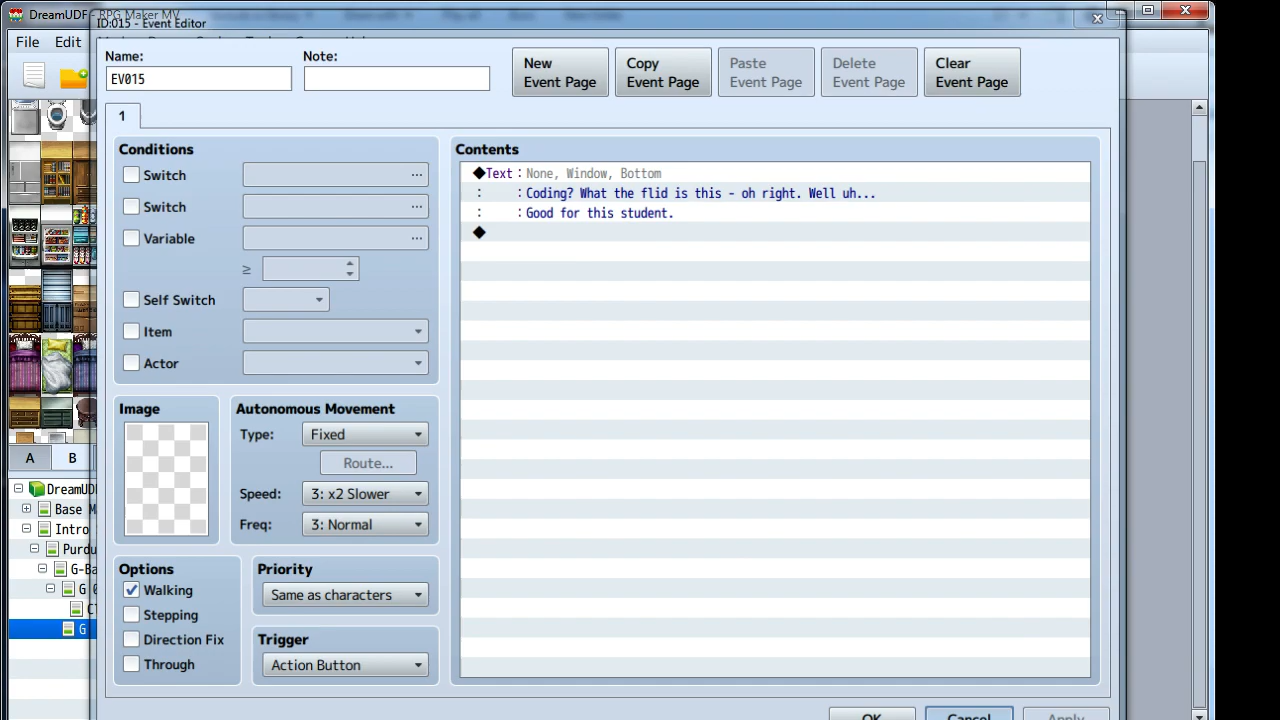 DreamUDF - RPG Maker MV
ID:015 - Event Editor
File Edit
Name: Note:
EV015
New Event Page
Copy Event Page
Paste Event Page
Delete Event Page
Clear Event Page
1
Conditions
Switch ...
Switch ...
Variable ...
≥
Self Switch
Item
Actor
Image
Autonomous Movement
Type: Fixed
Route...
Speed: 3: x2 Slower
Freq: 3: Normal
Options
Walking
Stepping
Direction Fix
Through
Priority
Same as characters
Trigger
Action Button
Contents
◆Text : None, Window, Bottom
: : Coding? What the flid is this - oh right. Well uh...
: : Good for this student.
◆
A B
DreamUDF
Base M
Intro
Purdu
G-Ba
G
G
OK Cancel Apply